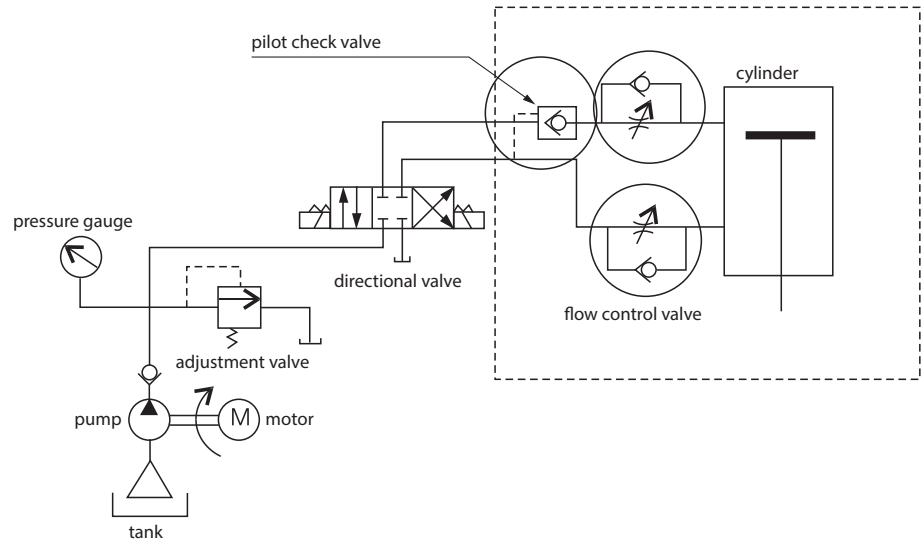 pilot check valve
cylinder
pressure gauge
directional valve
flow control valve
adjustment valve
pump
M
motor
tank